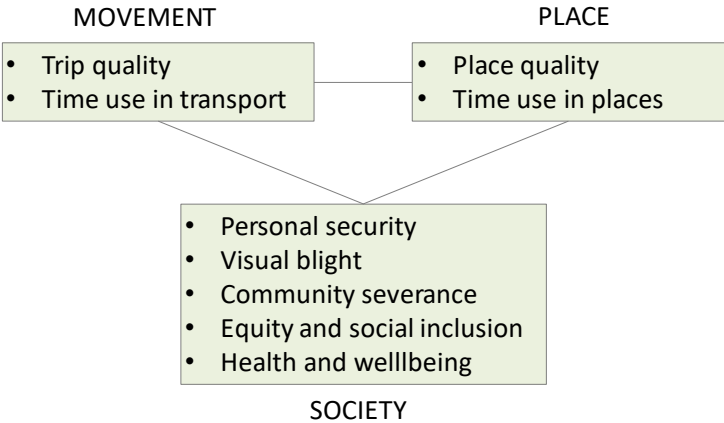 MOVEMENT
• Trip quality
• Time use in transport
PLACE
• Place quality
• Time use in places
• Personal security
• Visual blight
• Community severance
• Equity and social inclusion
• Health and welllbeing
SOCIETY